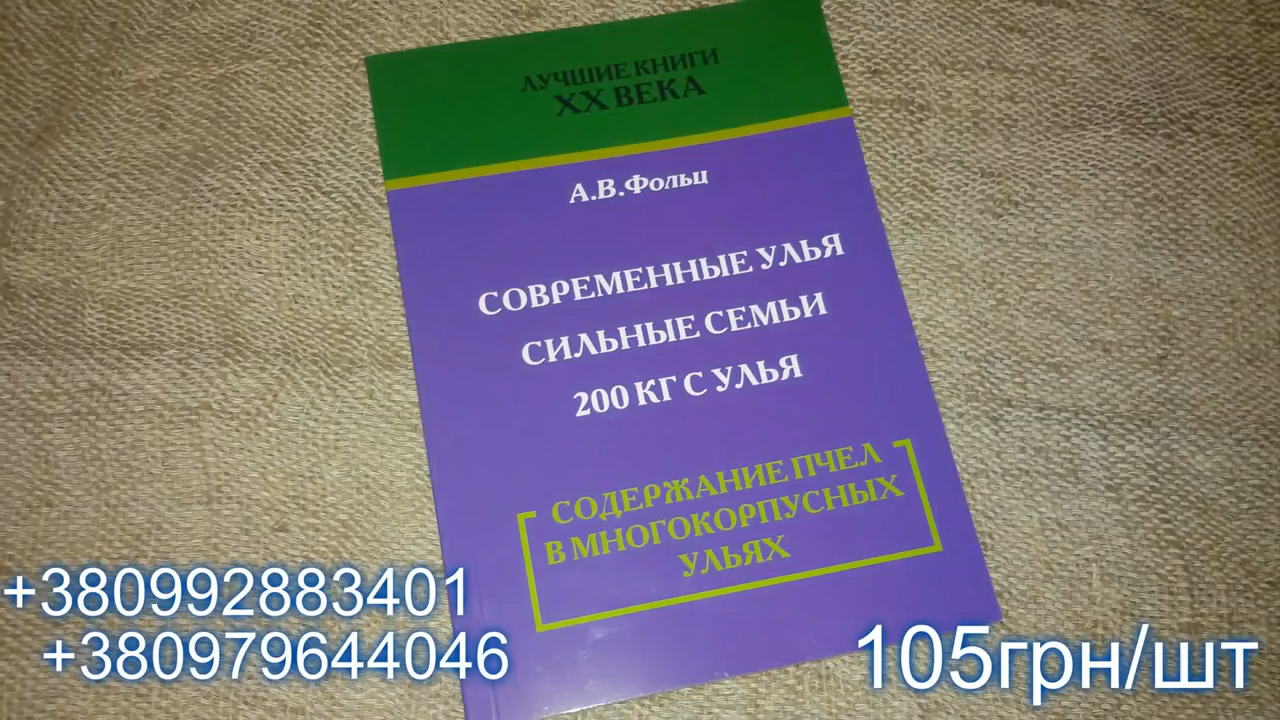 ЛУЧШИЕ КНИГИ
XX ВЕКА
А.В.Фольц
СОВРЕМЕННЫЕ УЛЬЯ
СИЛЬНЫЕ СЕМЬИ
200 КГ С УЛЬЯ
СОДЕРЖАНИЕ ПЧЕЛ
В МНОГОКОРПУСНЫХ
УЛЬЯХ
+380992883401
+380979644046
105грн/шт